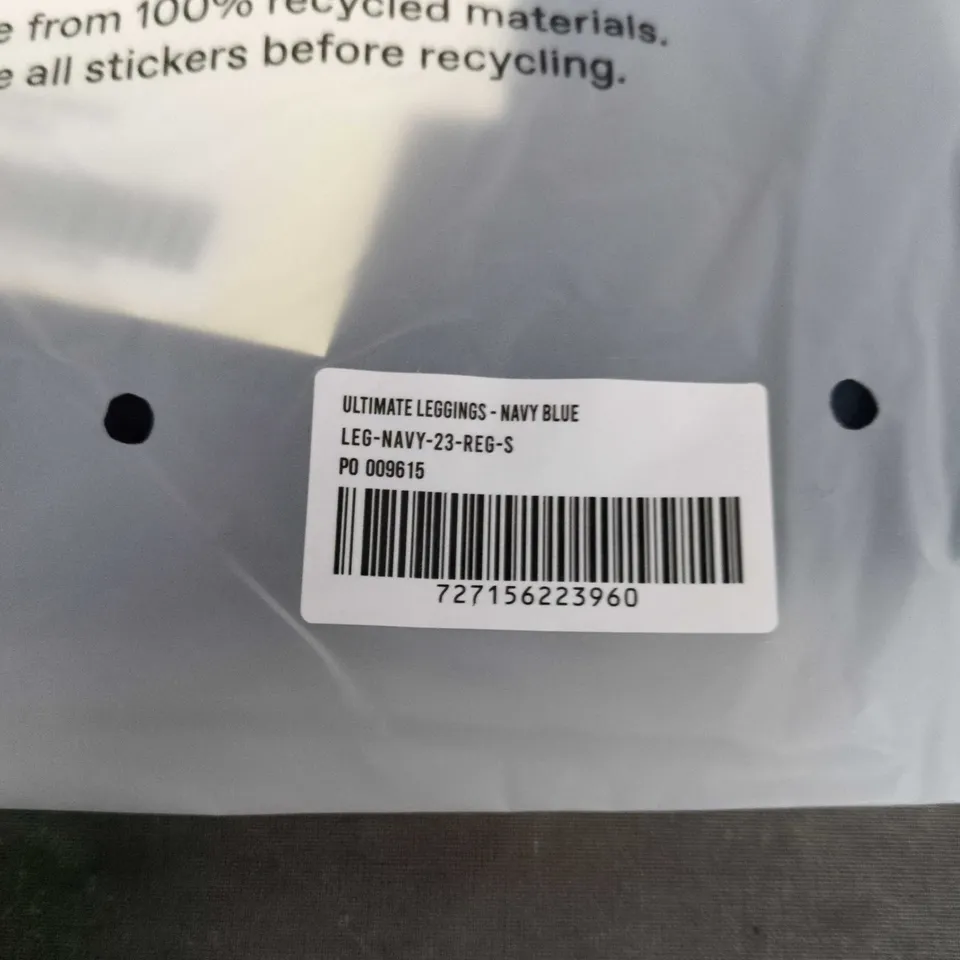 e from 100% recycled materials.
e all stickers before recycling.
ULTIMATE LEGGINGS - NAVY BLUE
LEG-NAVY-23-REG-S
PO 009615
727156223960